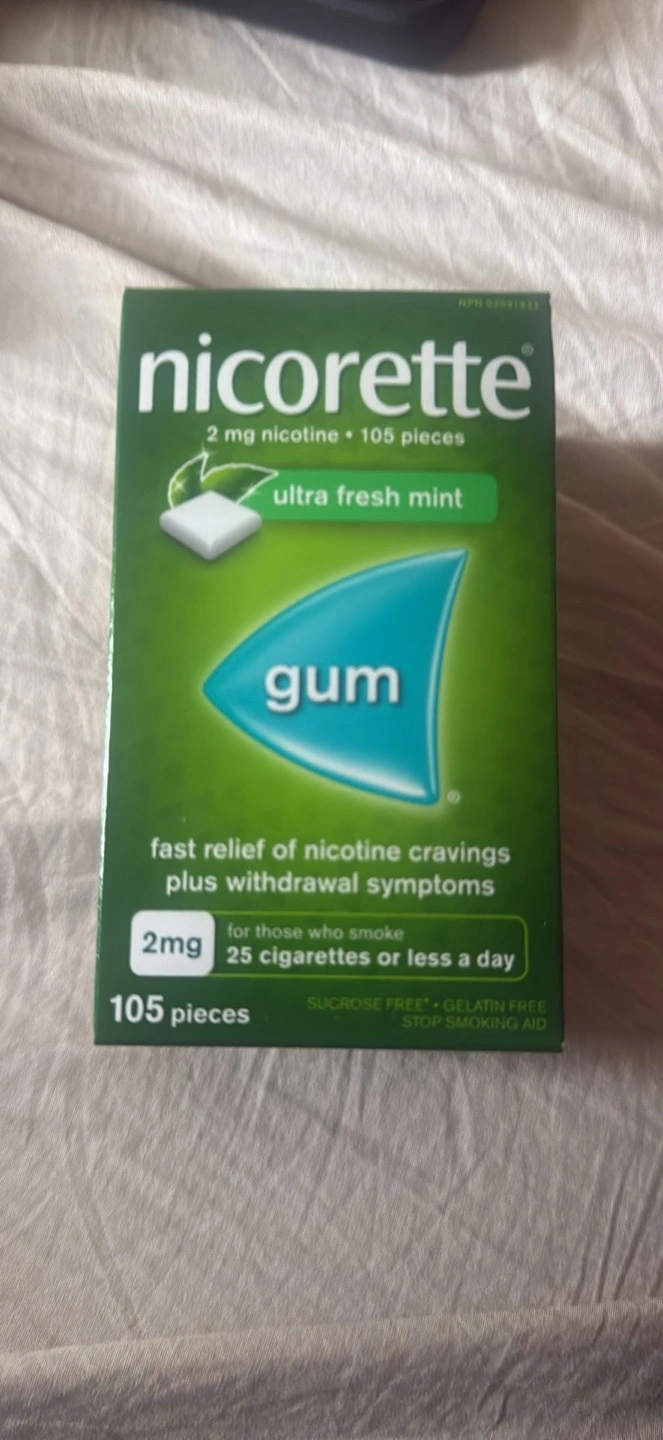 nicorette®
2 mg nicotine • 105 pieces
ultra fresh mint
gum
®
fast relief of nicotine cravings
plus withdrawal symptoms
2mg
for those who smoke
25 cigarettes or less a day
105 pieces
SUCROSE FREE* • GELATIN FREE
STOP SMOKING AID